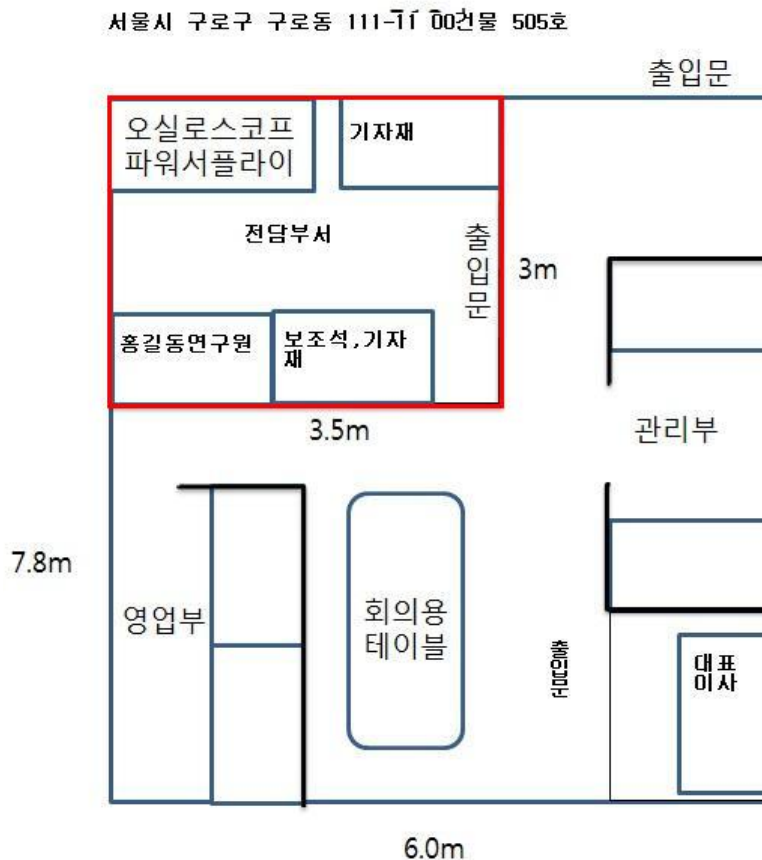 서울시 구로구 구로동 111-11 00건물 505호
출입문
오실로스코프
파워서플라이
기자재
전담부서
출입문
3m
홍길동연구원
보조석,기자
재
3.5m
관리부
7.8m
영업부
회의용
테이블
출입문
대표
이사
6.0m